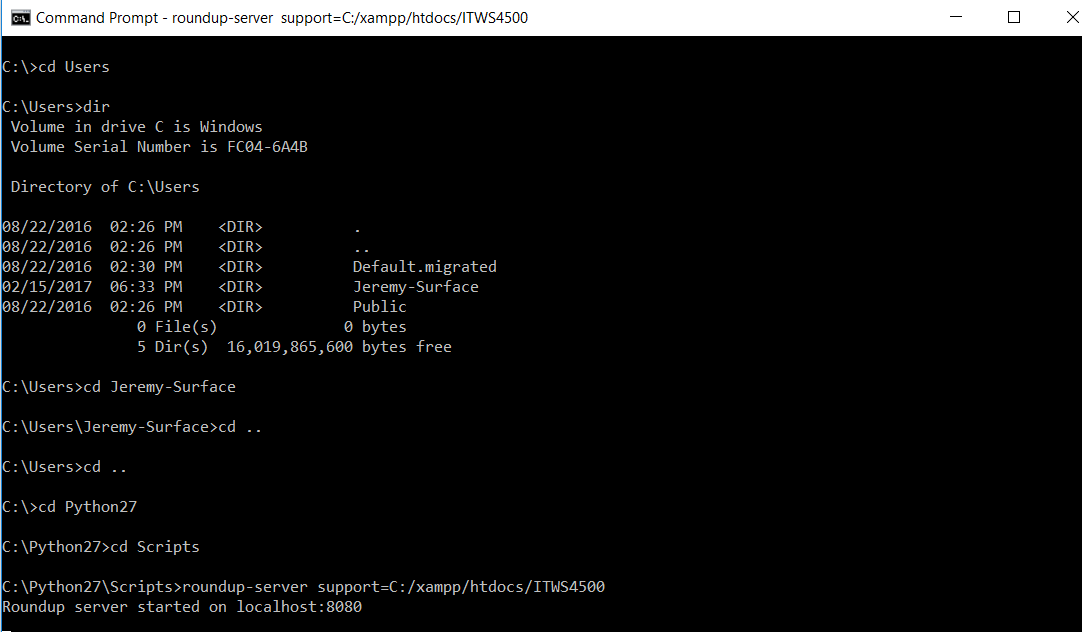 Command Prompt - roundup-server  support=C:/xampp/htdocs/ITWS4500
C:\>cd Users
C:\Users>dir
 Volume in drive C is Windows
 Volume Serial Number is FC04-6A4B
 Directory of C:\Users
08/22/2016  02:26 PM    <DIR>          .
08/22/2016  02:26 PM    <DIR>          ..
08/22/2016  02:30 PM    <DIR>          Default.migrated
02/15/2017  06:33 PM    <DIR>          Jeremy-Surface
08/22/2016  02:26 PM    <DIR>          Public
               0 File(s)              0 bytes
               5 Dir(s)  16,019,865,600 bytes free
C:\Users>cd Jeremy-Surface
C:\Users\Jeremy-Surface>cd ..
C:\Users>cd ..
C:\>cd Python27
C:\Python27>cd Scripts
C:\Python27\Scripts>roundup-server support=C:/xampp/htdocs/ITWS4500
Roundup server started on localhost:8080